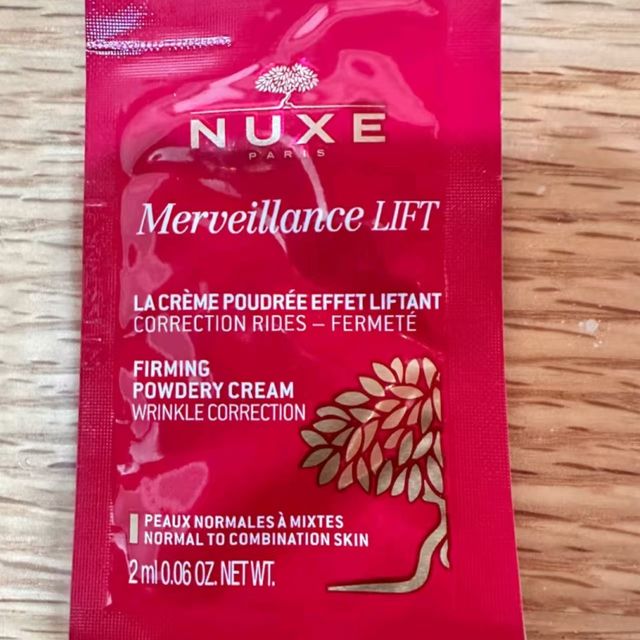 NUXE
PARIS
Merveillance LIFT
LA CRÈME POUDRÉE EFFET LIFTANT
CORRECTION RIDES – FERMETÉ
FIRMING
POWDERY CREAM
WRINKLE CORRECTION
PEAUX NORMALES À MIXTES
NORMAL TO COMBINATION SKIN
2 ml 0.06 OZ. NET WT.